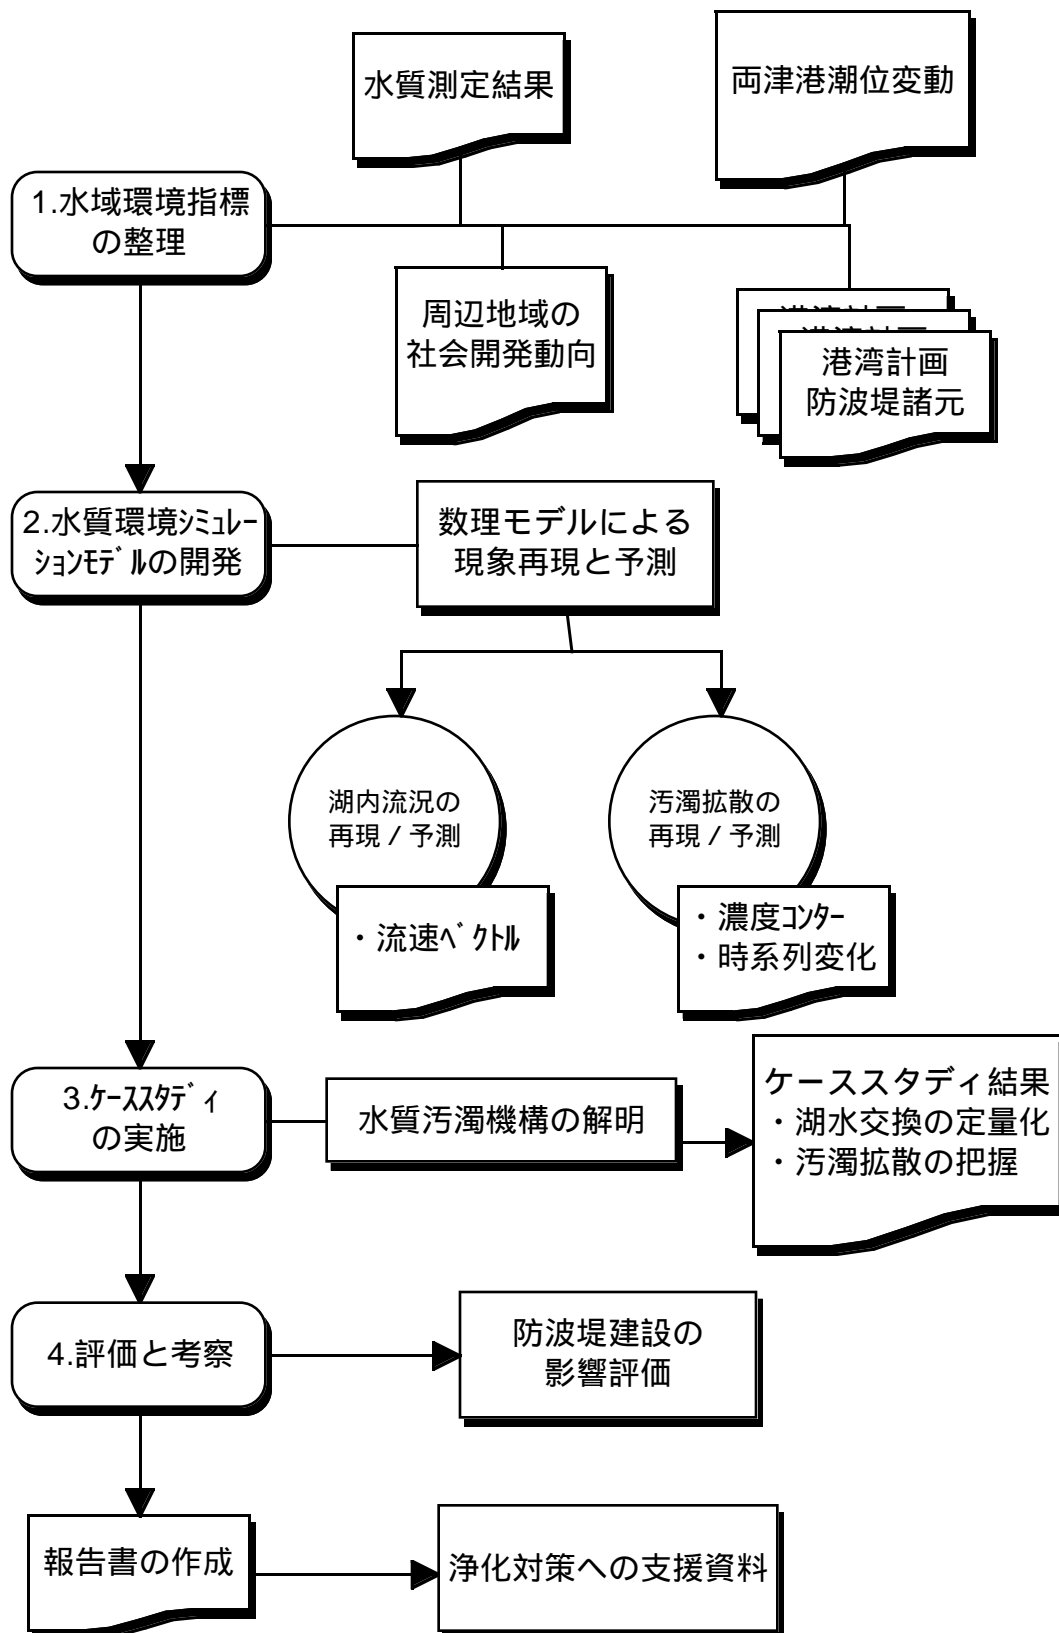 水質測定結果
両津港潮位変動
1.水域環境指標
の整理
周辺地域の
社会開発動向
港湾計画
港湾計画
港湾計画
防波堤諸元
2.水質環境ｼﾐｭﾚｰ
ｼｮﾝﾓﾃﾞﾙの開発
数理モデルによる
現象再現と予測
湖内流況の
再現 / 予測
汚濁拡散の
再現 / 予測
・流速ﾍﾞｸﾄﾙ
・濃度ｺﾝﾀｰ
・時系列変化
3.ｹｰｽｽﾀﾃﾞｨ
の実施
水質汚濁機構の解明
ケーススタディ結果
・湖水交換の定量化
・汚濁拡散の把握
4.評価と考察
防波堤建設の
影響評価
報告書の作成
浄化対策への支援資料